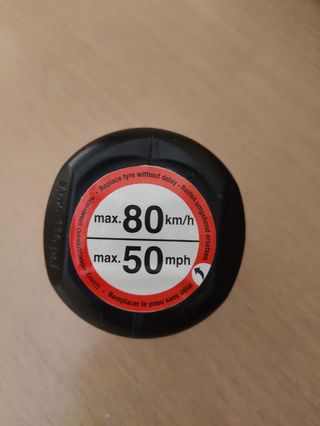 · Replace tyre without delay · Reifen umgehend ersetzen
max. 80 km/h
max. 50 mph
· Remplacer le pneu sans délai